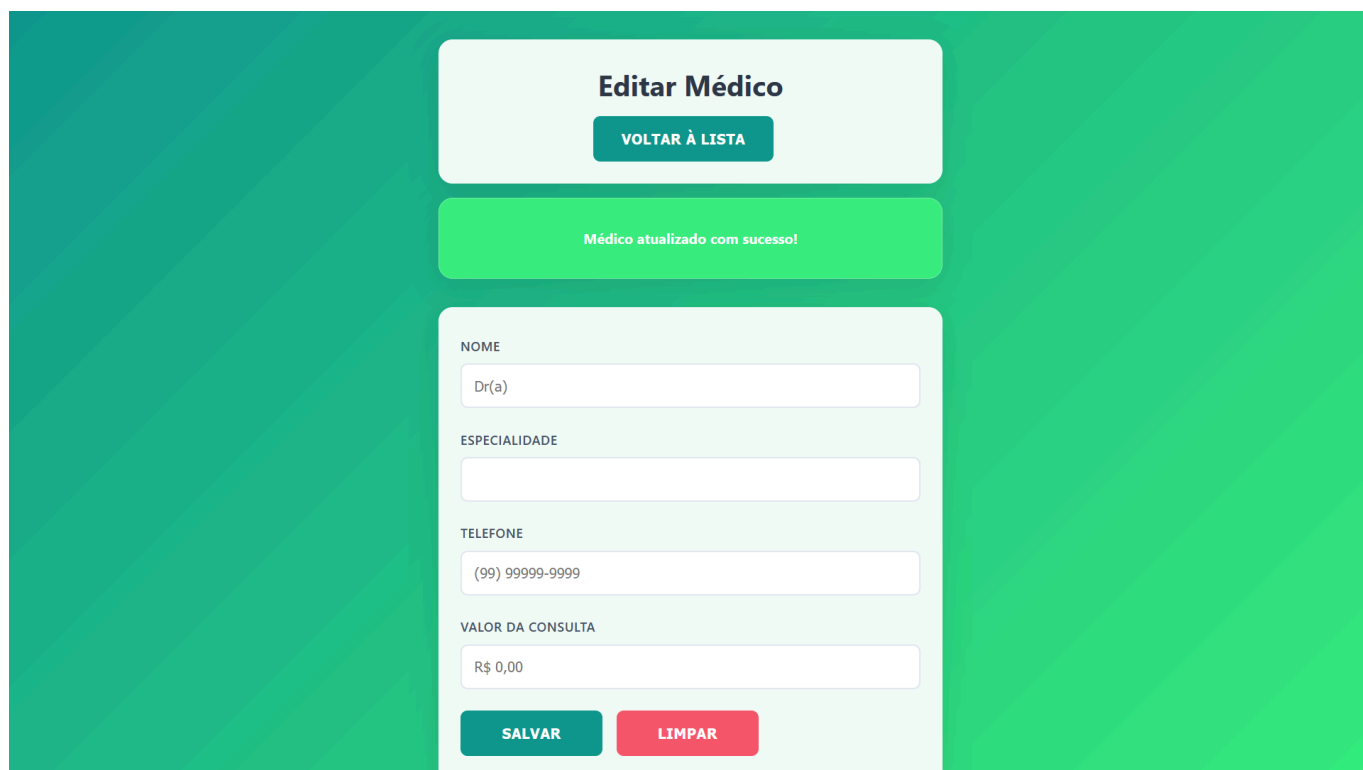 Editar Médico
VOLTAR À LISTA
Médico atualizado com sucesso!
NOME
Dr(a)
ESPECIALIDADE
TELEFONE
(99) 99999-9999
VALOR DA CONSULTA
R$ 0,00
SALVAR LIMPAR